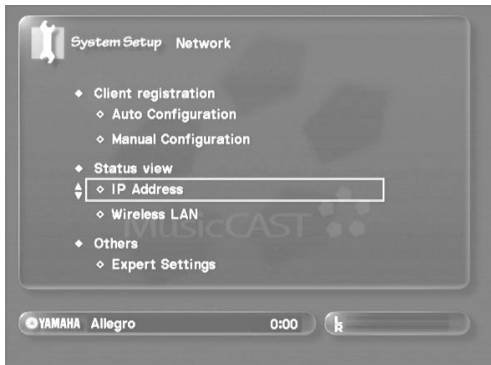 System Setup Network
Client registration
Auto Configuration
Manual Configuration
Status view
IP Address
Wireless LAN
MusicCAST
Others
Expert Settings
YAMAHA Allegro 0:00
L
R